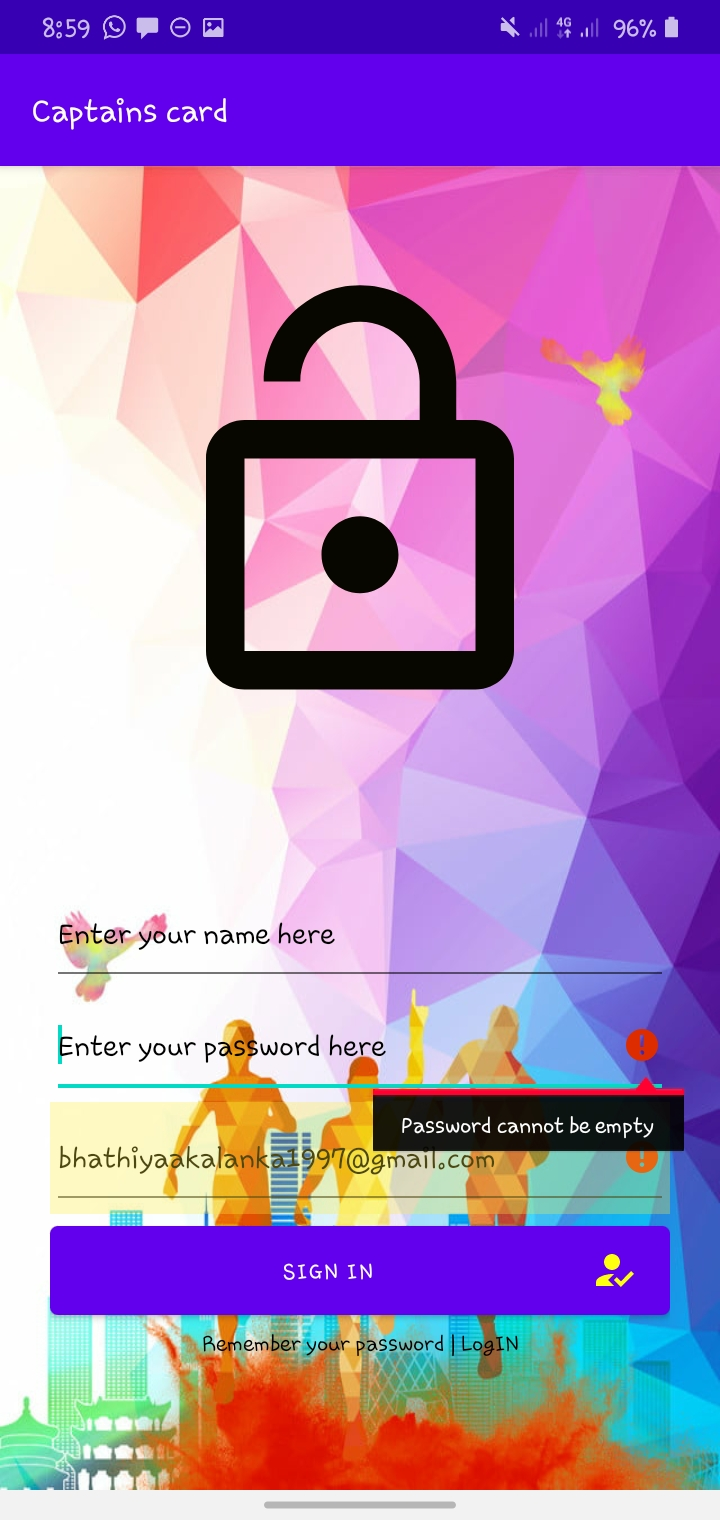 8:59 4G 96%
Captains card
Enter your name here
Enter your password here
Password cannot be empty
bhathiyaakalanka1997@gmail.com
SIGN IN
Remember your password | LogIN